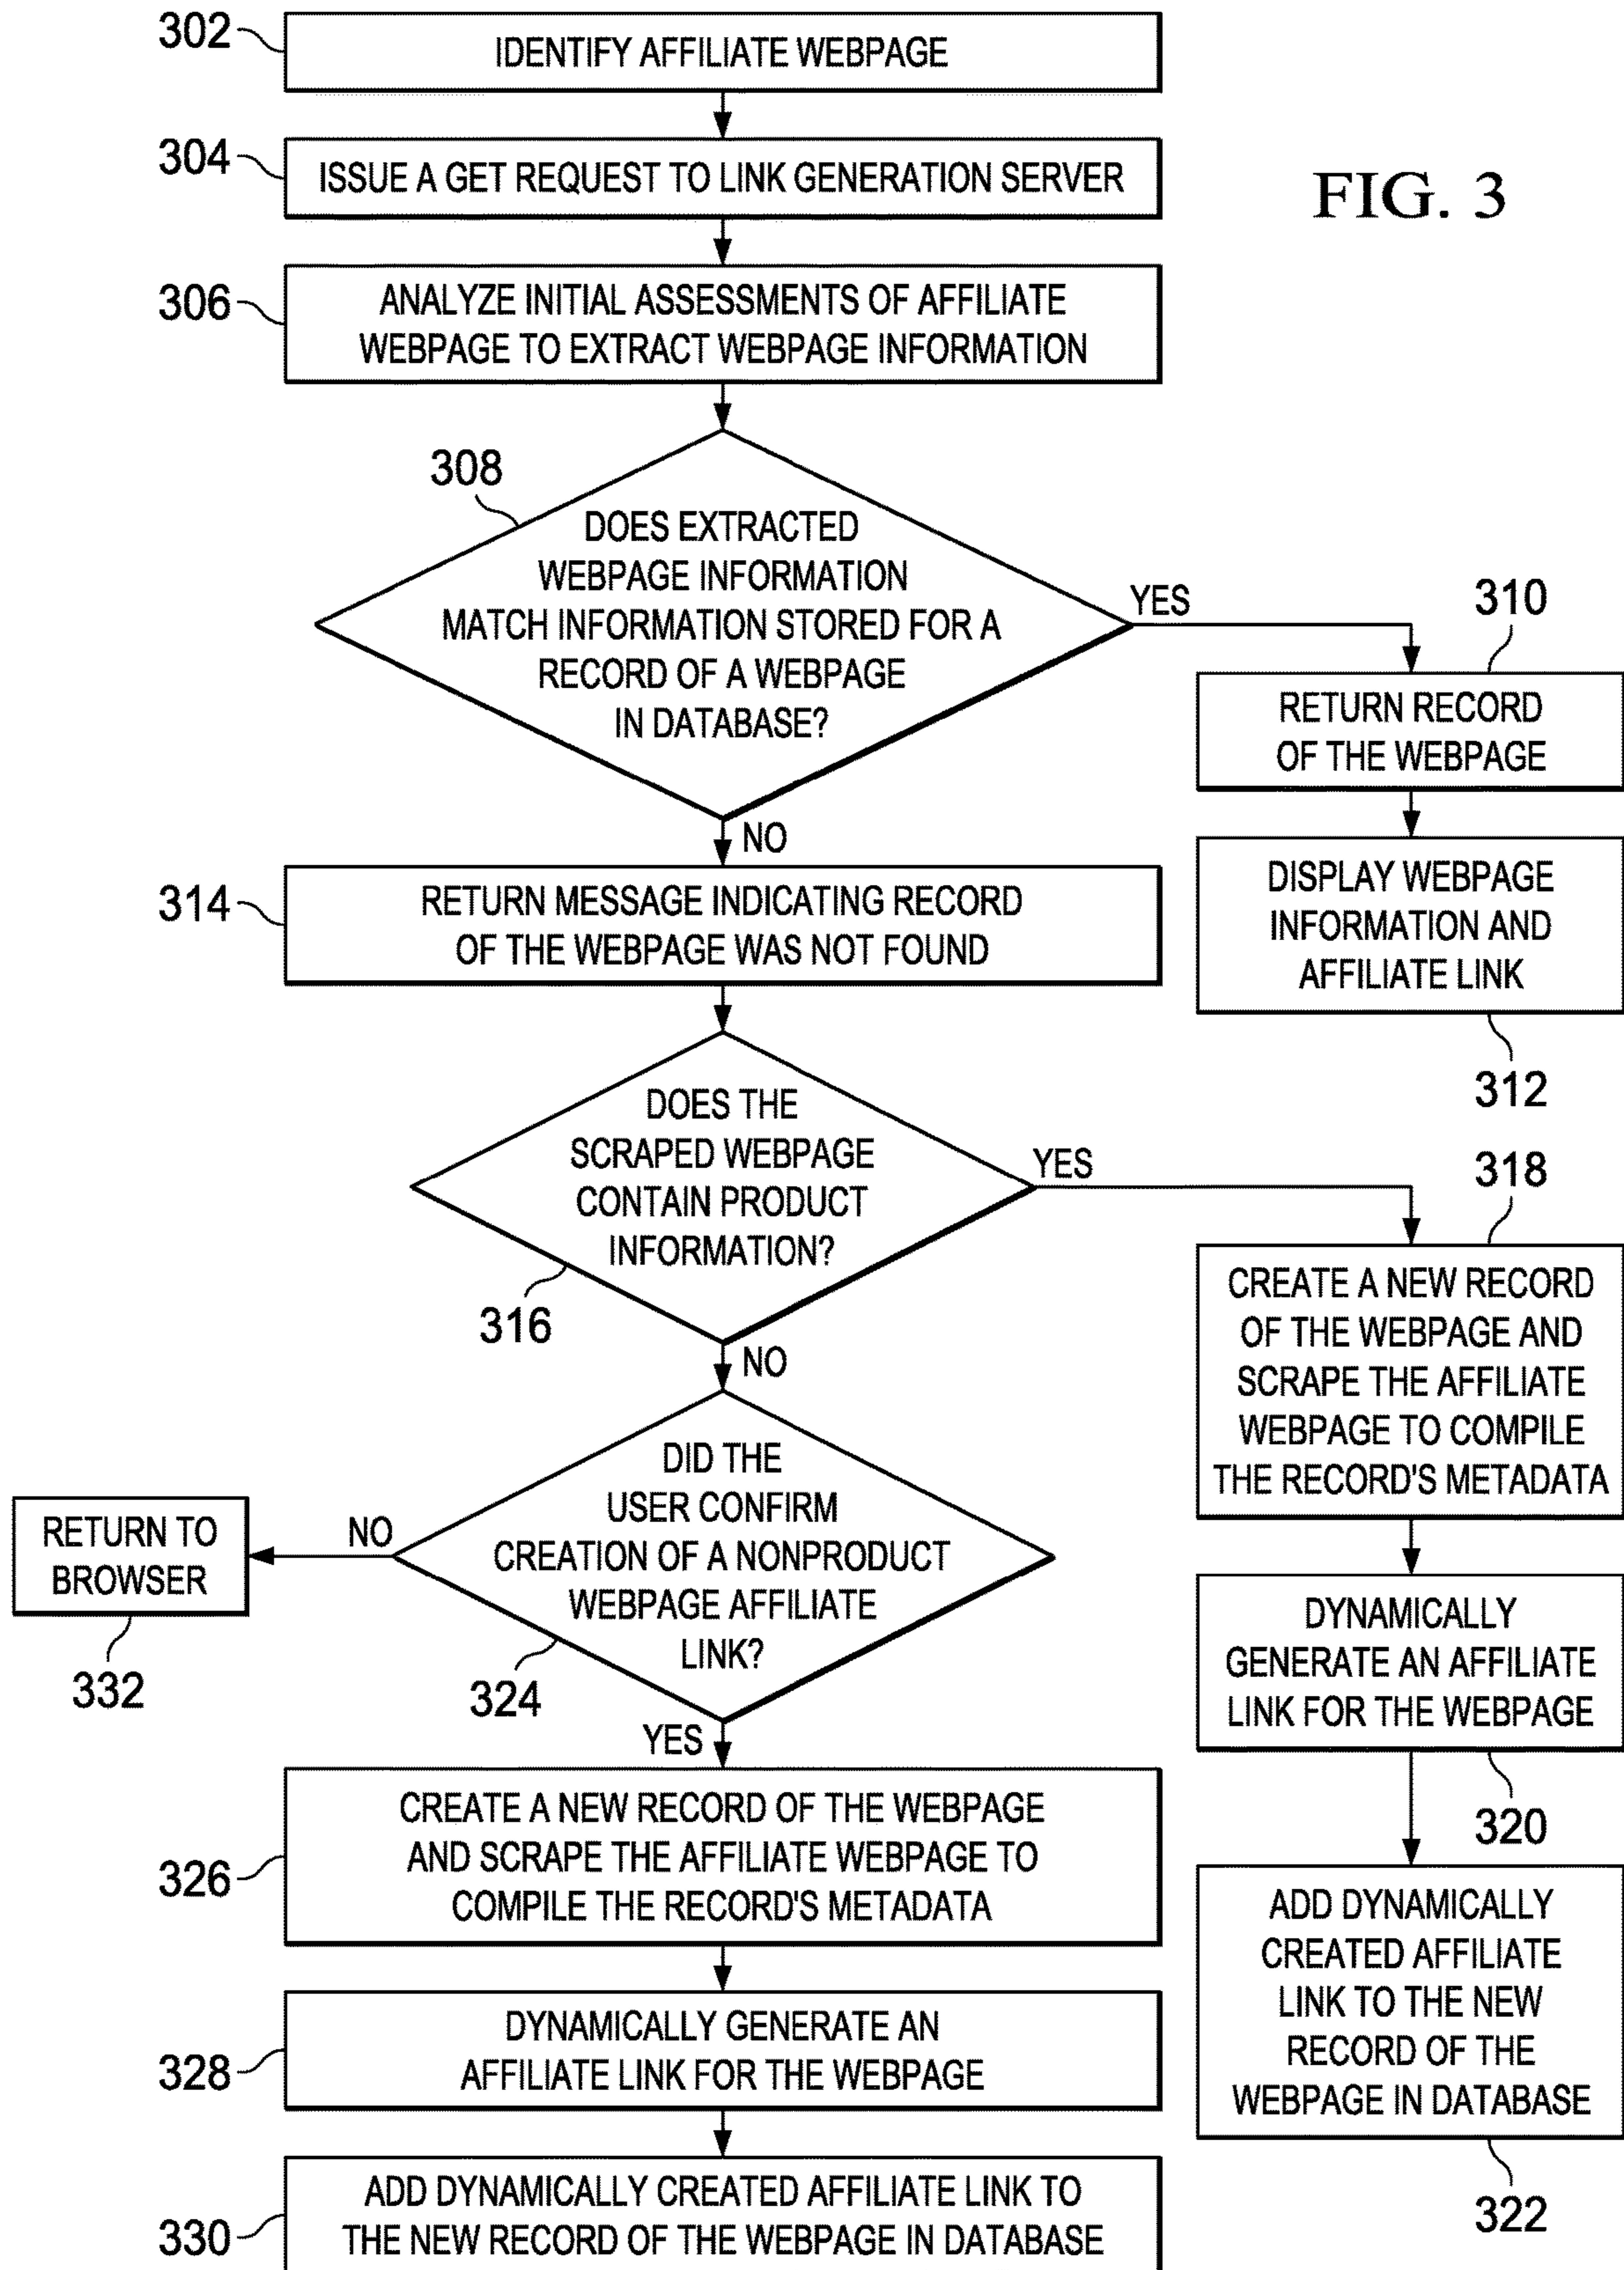 302
IDENTIFY AFFILIATE WEBPAGE
304
ISSUE A GET REQUEST TO LINK GENERATION SERVER
FIG. 3
306
ANALYZE INITIAL ASSESSMENTS OF AFFILIATE
WEBPAGE TO EXTRACT WEBPAGE INFORMATION
308
DOES EXTRACTED
WEBPAGE INFORMATION
MATCH INFORMATION STORED FOR A
RECORD OF A WEBPAGE
IN DATABASE?
YES
310
RETURN RECORD
OF THE WEBPAGE
DISPLAY WEBPAGE
INFORMATION AND
AFFILIATE LINK
312
NO
314
RETURN MESSAGE INDICATING RECORD
OF THE WEBPAGE WAS NOT FOUND
DOES THE
SCRAPED WEBPAGE
CONTAIN PRODUCT
INFORMATION?
316
YES
318
CREATE A NEW RECORD
OF THE WEBPAGE AND
SCRAPE THE AFFILIATE
WEBPAGE TO COMPILE
THE RECORD'S METADATA
DYNAMICALLY
GENERATE AN AFFILIATE
LINK FOR THE WEBPAGE
320
ADD DYNAMICALLY
CREATED AFFILIATE
LINK TO THE NEW
RECORD OF THE
WEBPAGE IN DATABASE
322
NO
DID THE
USER CONFIRM
CREATION OF A NONPRODUCT
WEBPAGE AFFILIATE
LINK?
324
NO
RETURN TO
BROWSER
332
YES
326
CREATE A NEW RECORD OF THE WEBPAGE
AND SCRAPE THE AFFILIATE WEBPAGE TO
COMPILE THE RECORD'S METADATA
328
DYNAMICALLY GENERATE AN
AFFILIATE LINK FOR THE WEBPAGE
330
ADD DYNAMICALLY CREATED AFFILIATE LINK TO
THE NEW RECORD OF THE WEBPAGE IN DATABASE